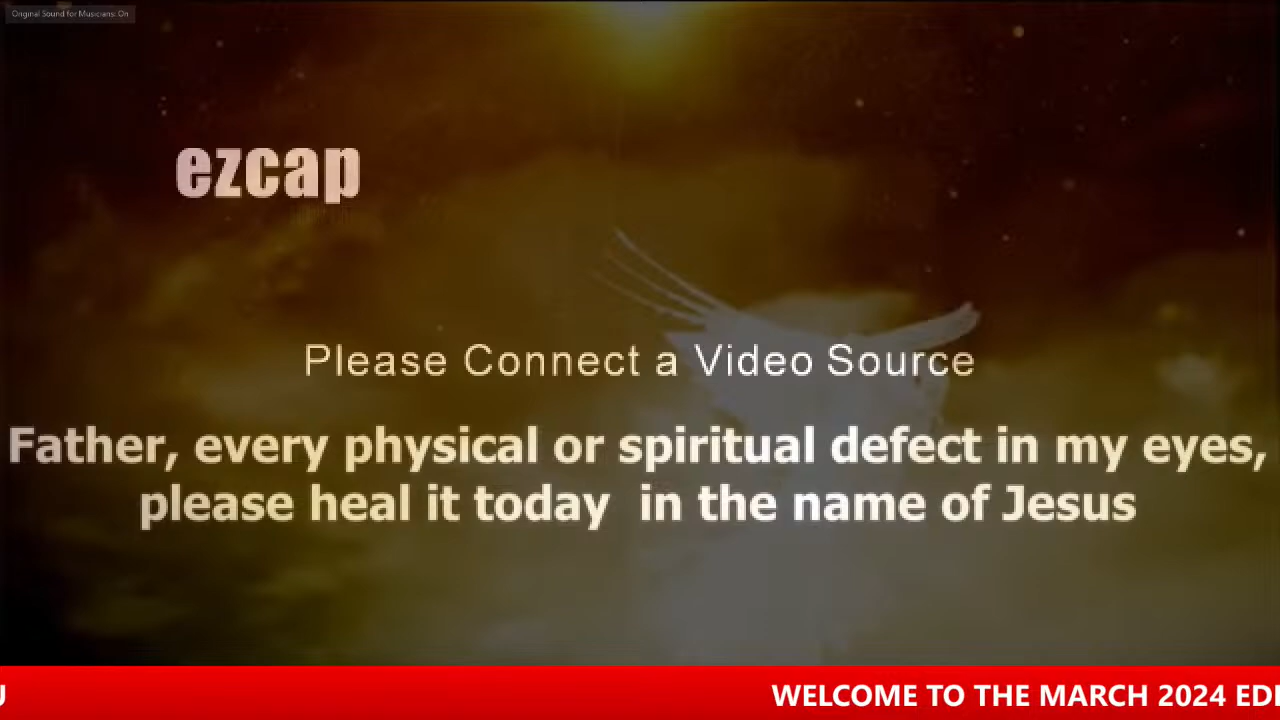 Original Sound for Musicians: On
ezcap
Please Connect a Video Source
Father, every physical or spiritual defect in my eyes,
please heal it today  in the name of Jesus
WELCOME TO THE MARCH 2024